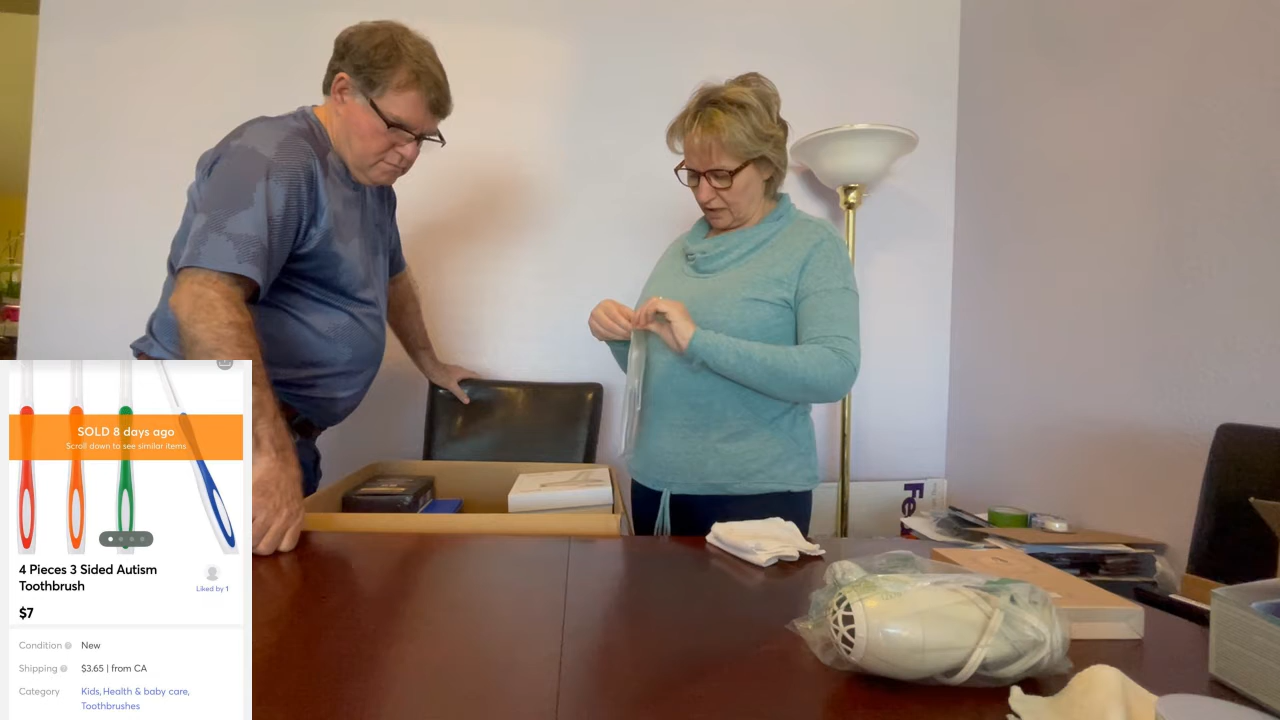 SOLD 8 days ago
Scroll down to see similar items
4 Pieces 3 Sided Autism
Toothbrush
Liked by 1
$7
Condition New
Shipping $3.65 | from CA
Category Kids, Health & baby care,
Toothbrushes
Fe